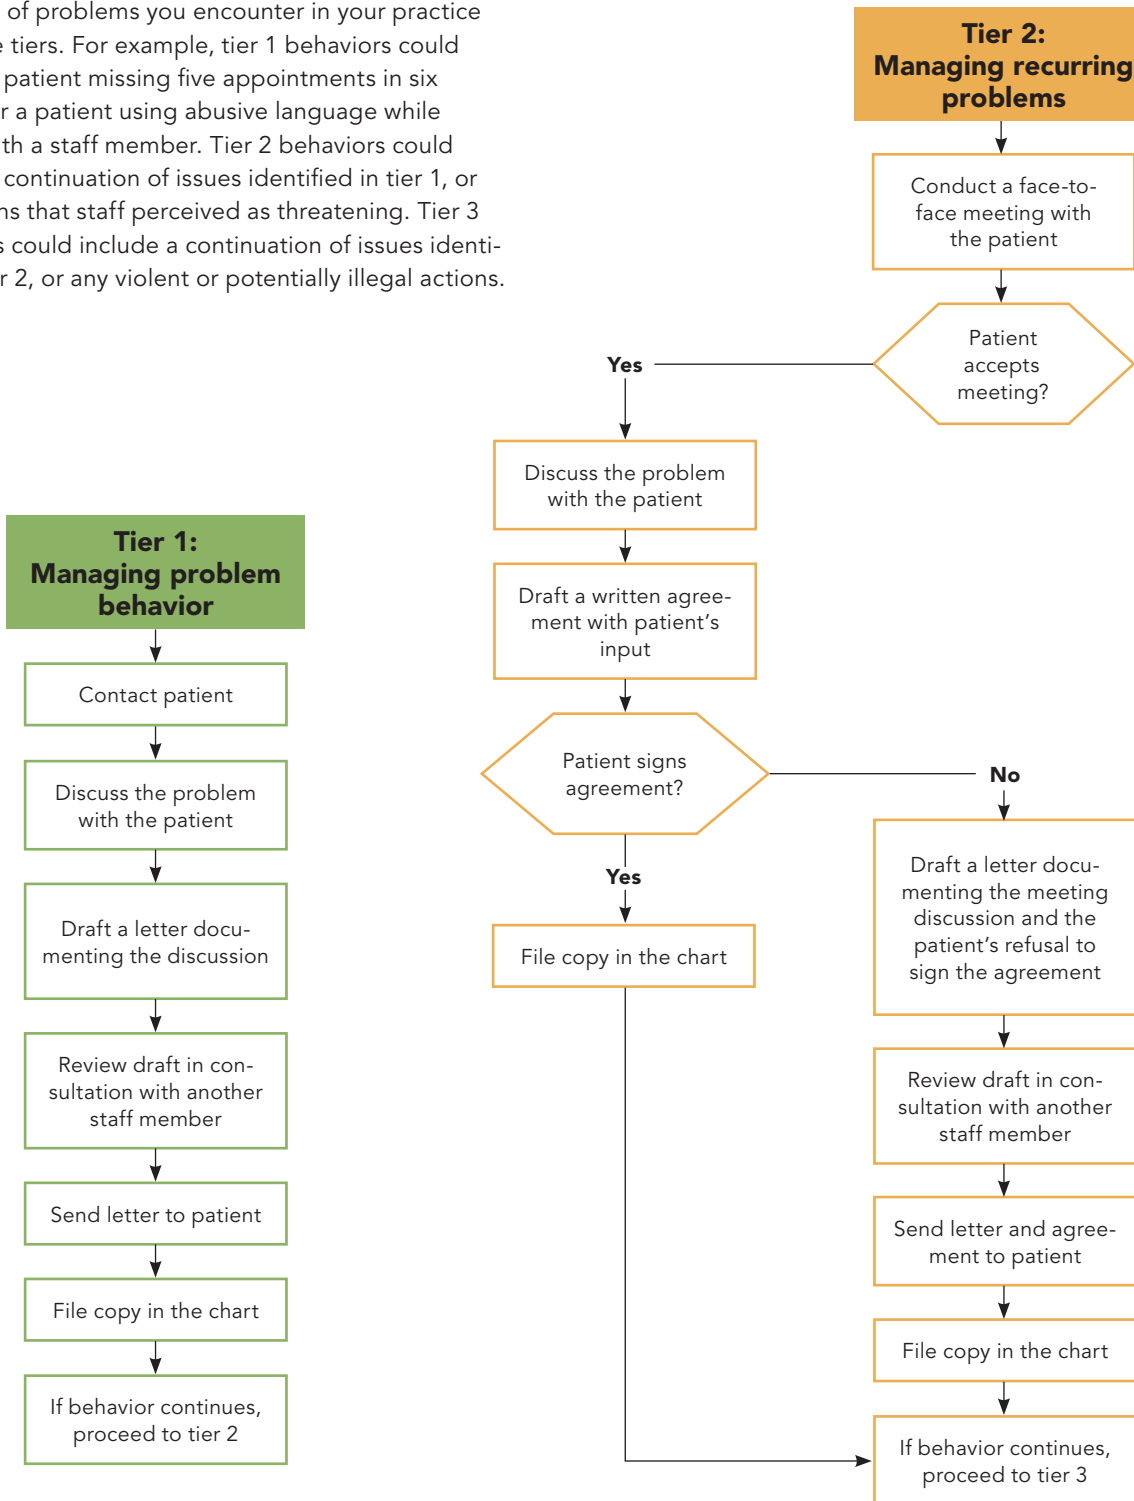 of problems you encounter in your practice
tiers. For example, tier 1 behaviors could
patient missing five appointments in six
a patient using abusive language while
with a staff member. Tier 2 behaviors could
continuation of issues identified in tier 1, or
that staff perceived as threatening. Tier 3
could include a continuation of issues identi-
2, or any violent or potentially illegal actions.
Tier 1:
Managing problem
behavior
Contact patient
Discuss the problem
with the patient
Draft a letter docu-
menting the discussion
Review draft in con-
sultation with another
staff member
Send letter to patient
File copy in the chart
If behavior continues,
proceed to tier 2
Tier 2:
Managing recurring
problems
Conduct a face-to-
face meeting with
the patient
Patient
accepts
meeting?
Yes
Discuss the problem
with the patient
Draft a written agree-
ment with patient’s
input
Patient signs
agreement?
Yes
File copy in the chart
No
Draft a letter docu-
menting the meeting
discussion and the
patient’s refusal to
sign the agreement
Review draft in con-
sultation with another
staff member
Send letter and agree-
ment to patient
File copy in the chart
If behavior continues,
proceed to tier 3